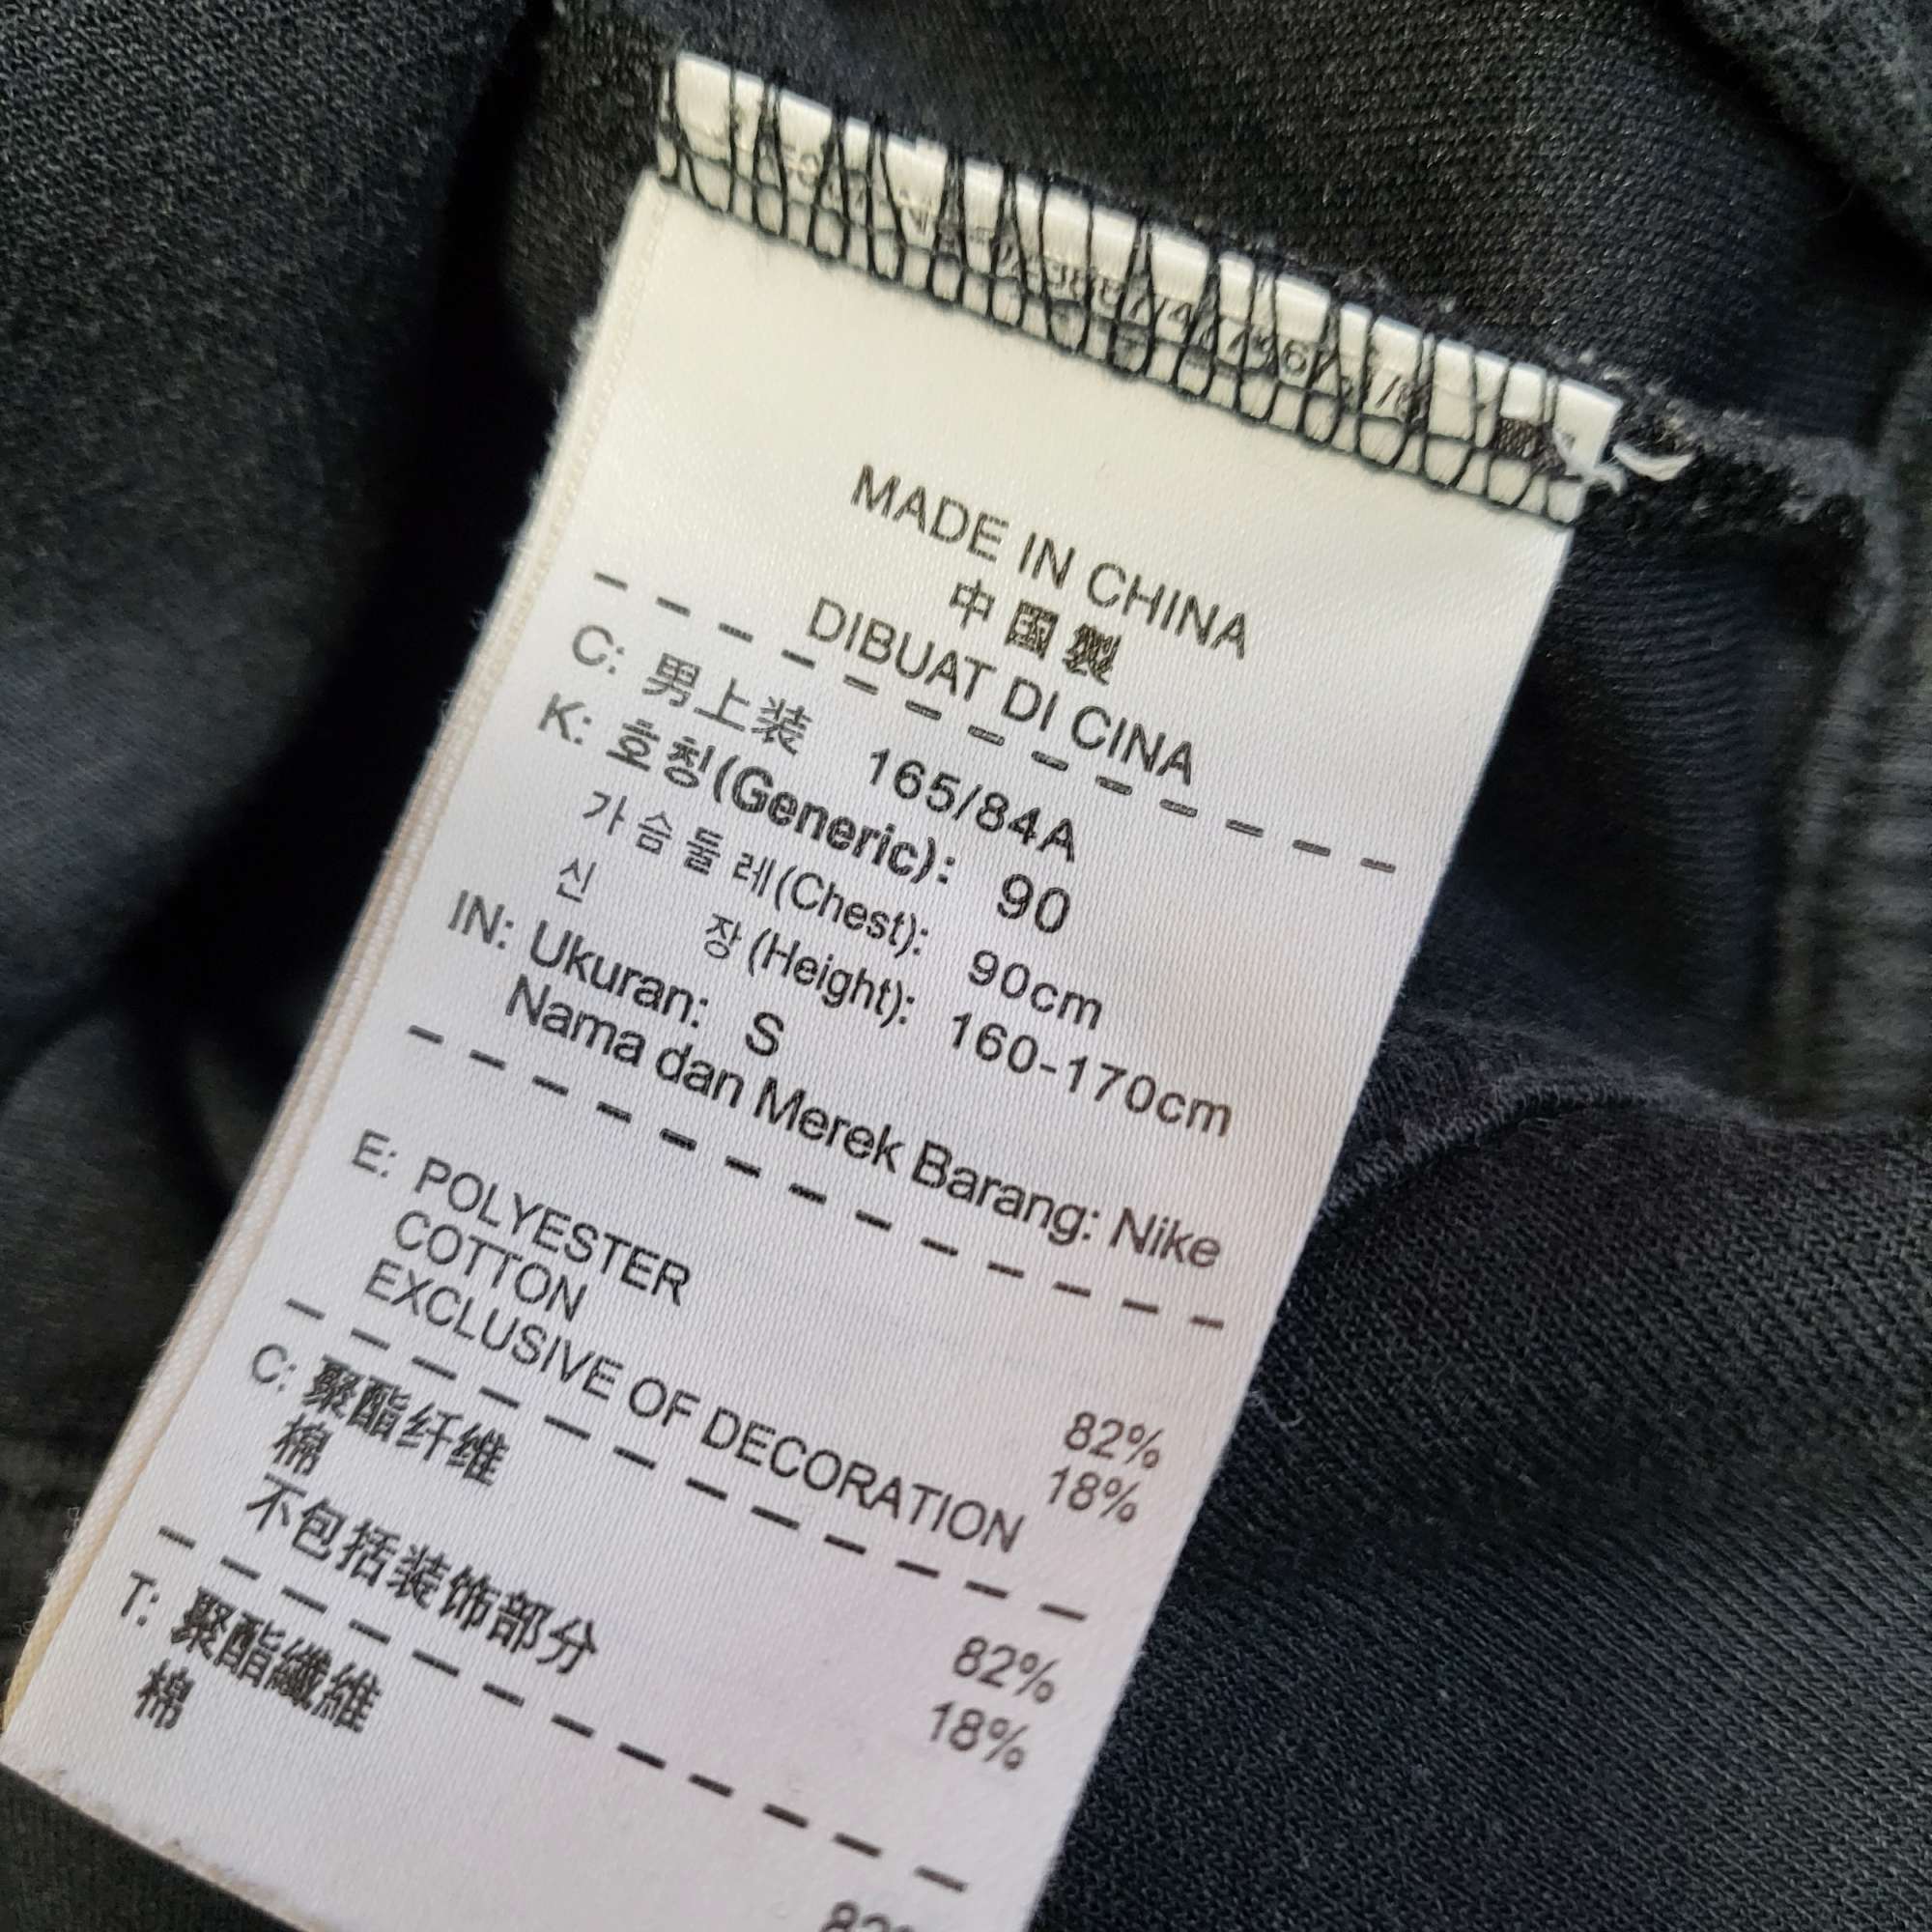 MADE IN CHINA
中国製
DIBUAT DI CINA
C: 男上装 165/84A
K: 호칭(Generic): 90
가슴둘레(Chest): 90cm
신 장(Height): 160-170cm
IN: Ukuran: S
Nama dan Merek Barang: Nike
E: POLYESTER 82%
COTTON 18%
EXCLUSIVE OF DECORATION
C: 聚酯纤维 82%
棉 18%
不包括装饰部分
T: 聚酯纖維
棉